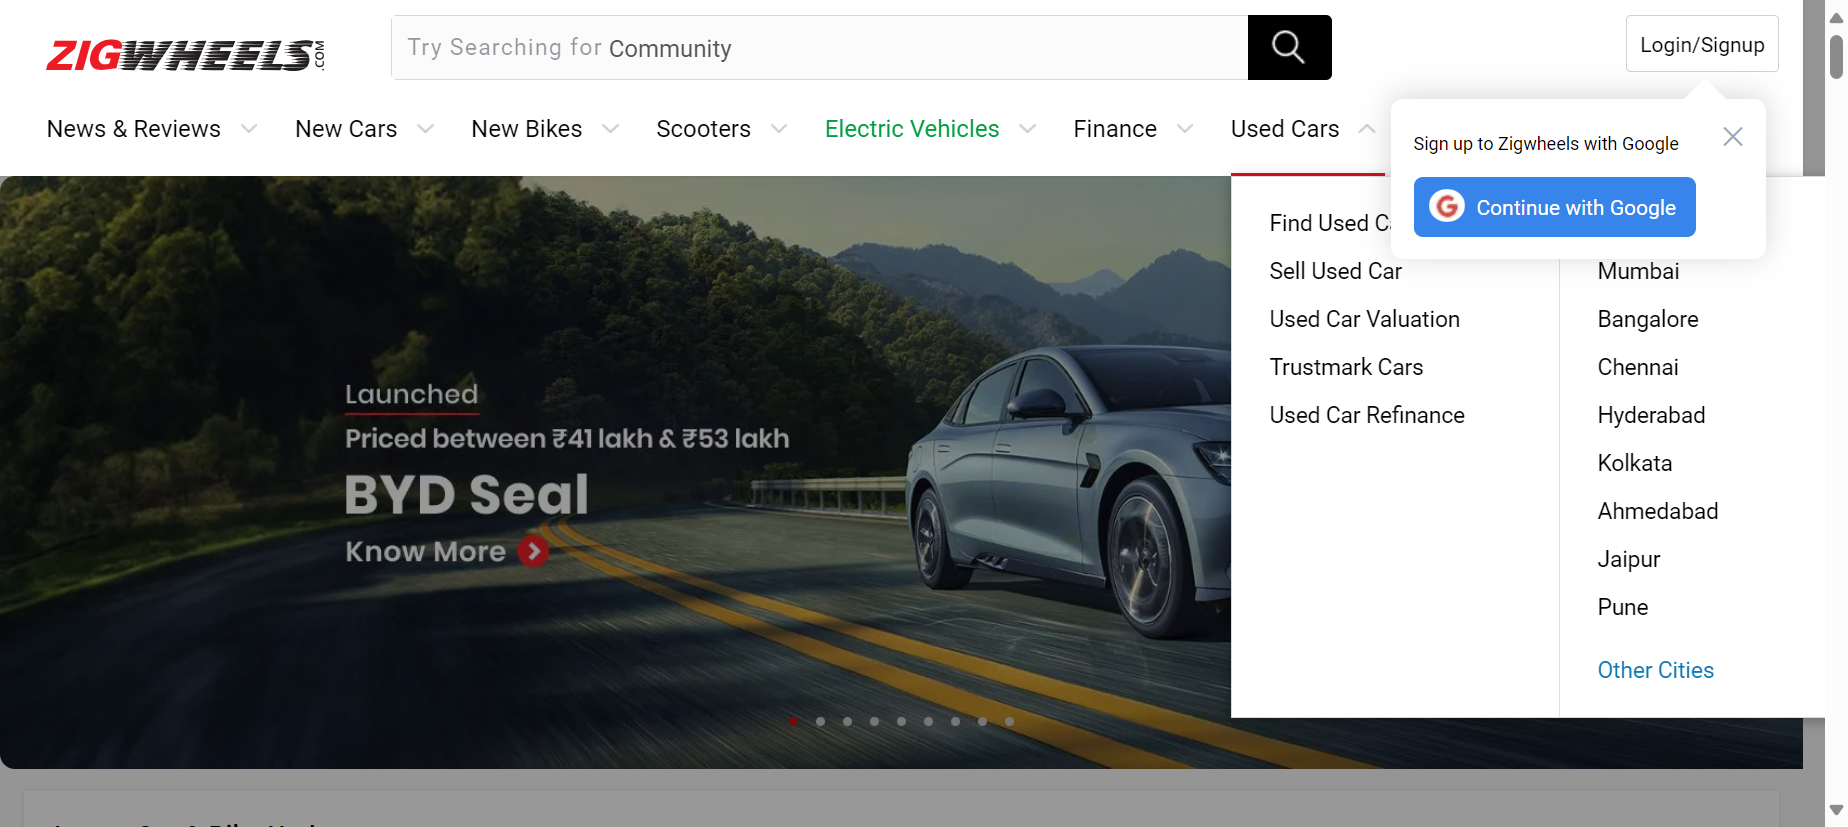 ZIGWHEELS.COM
Try Searching for Community
Login/Signup
News & Reviews
New Cars
New Bikes
Scooters
Electric Vehicles
Finance
Used Cars
Sign up to Zigwheels with Google
Continue with Google
Find Used
Sell Used Car
Used Car Valuation
Trustmark Cars
Used Car Refinance
Mumbai
Bangalore
Chennai
Hyderabad
Kolkata
Ahmedabad
Jaipur
Pune
Other Cities
Launched
Priced between ₹41 lakh & ₹53 lakh
BYD Seal
Know More